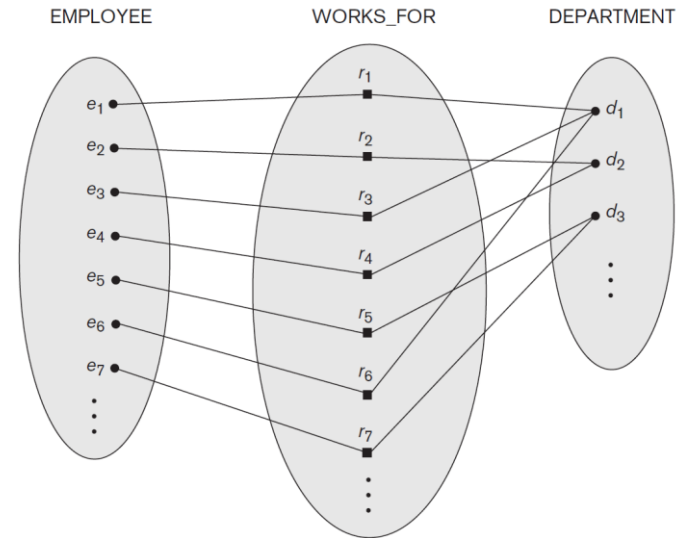 EMPLOYEE
WORKS_FOR
DEPARTMENT
e1
e2
e3
e4
e5
e6
e7
r1
r2
r3
r4
r5
r6
r7
d1
d2
d3